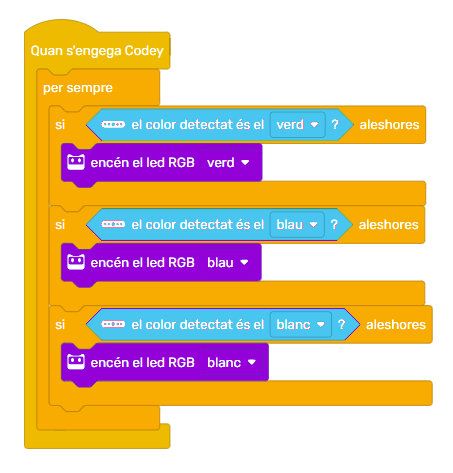 Quan s'engega Codey
per sempre
si el color detectat és el verd ? aleshores
encén el led RGB verd
si el color detectat és el blau ? aleshores
encén el led RGB blau
si el color detectat és el blanc ? aleshores
encén el led RGB blanc